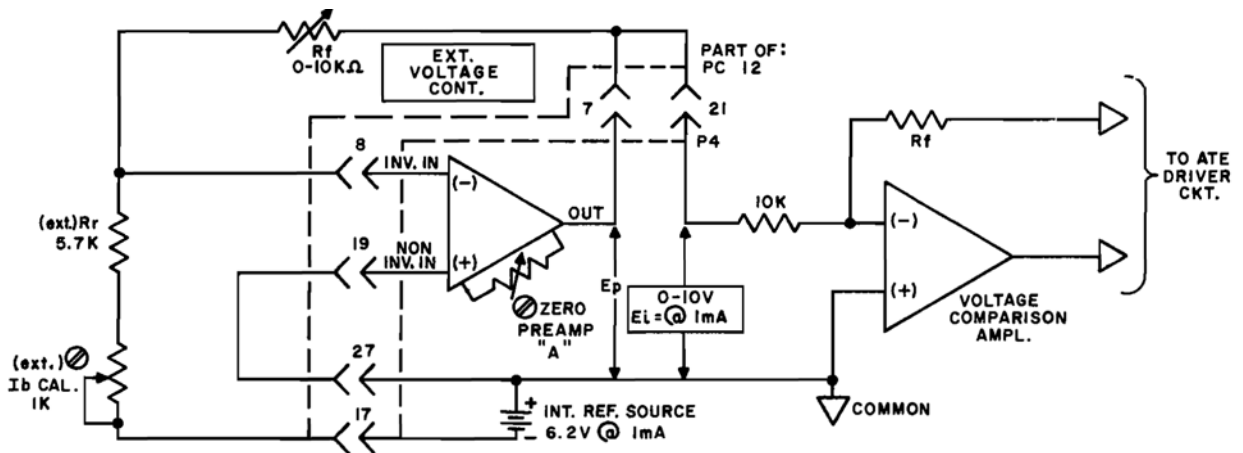 Rf
0-10KΩ
EXT.
VOLTAGE
CONT.
PART OF:
PC 12
7
21
P4
8
INV. IN
(-)
OUT
(ext.)Rr
5.7K
19
NON
INV. IN
(+)
ZERO
PREAMP
"A"
Ep
0-10V
Ei=@ 1mA
10K
Rf
(-)
(+)
VOLTAGE
COMPARISON
AMPL.
TO ATE
DRIVER
CKT.
(ext.)
Ib CAL.
1K
27
17
+
-
INT. REF. SOURCE
6.2V @ 1mA
COMMON